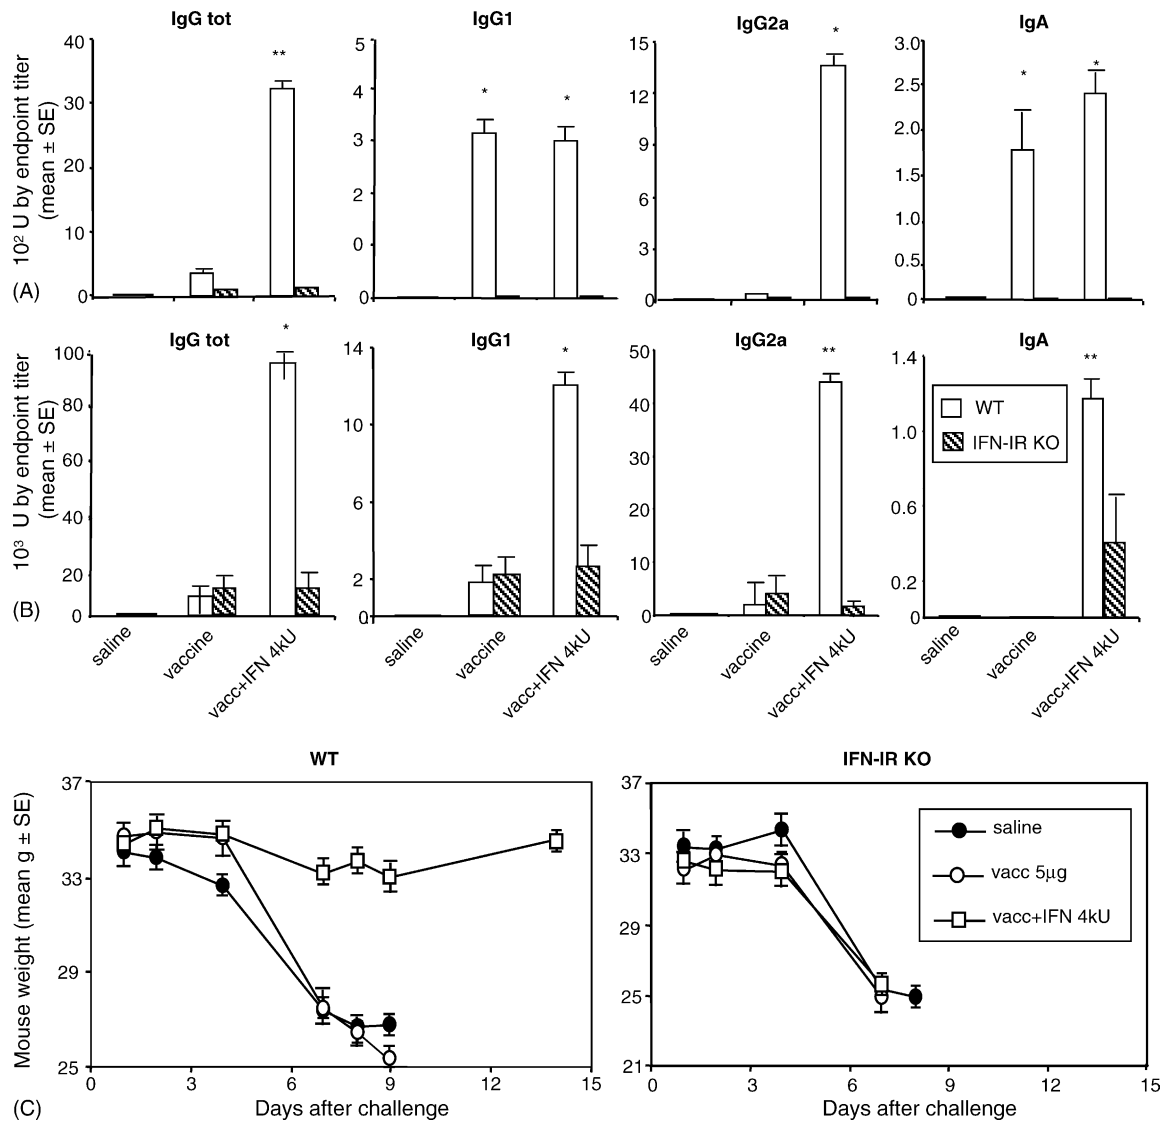 IgG tot
IgG1
IgG2a
IgA
10² U by endpoint titer
(mean ± SE)
40
30
20
10
0
**
5
4
3
2
0
0
*
*
15
12
9
6
3
0
*
3.0
2.5
2.0
1.5
1.0
0.5
0
*
*
(A)
IgG tot
IgG1
IgG2a
IgA
10³ U by endpoint titer
(mean ± SE)
100
80
60
40
20
0
*
14
10
6
2
0
*
50
40
30
20
10
0
**
1.4
1.0
0.6
0.2
0
**
WT
IFN-IR KO
(B)
saline
vaccine
vacc+IFN 4kU
saline
vaccine
vacc+IFN 4kU
saline
vaccine
vacc+IFN 4kU
saline
vaccine
vacc+IFN 4kU
WT
IFN-IR KO
Mouse weight (mean g ± SE)
37
33
29
25
0
3
6
9
12
15
Days after challenge
37
33
29
25
21
0
3
6
9
12
15
Days after challenge
saline
vacc 5µg
vacc+IFN 4kU
(C)